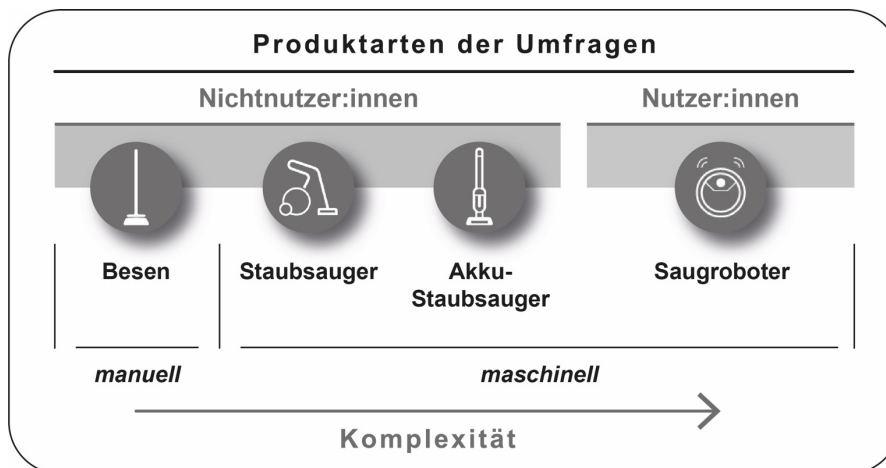 Produktarten der Umfragen
Nichtnutzer:innen
Nutzer:innen
Besen
Staubsauger
Akku-
Staubsauger
Saugroboter
manuell
maschinell
Komplexität